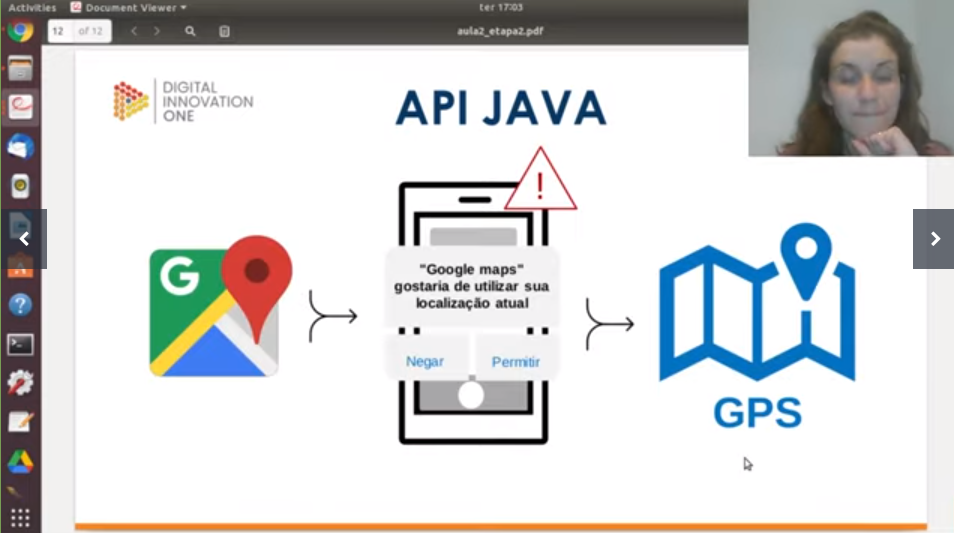 Activities
Document Viewer
ter 17:03
12
of 12
aula2_etapa2.pdf
DIGITAL
INNOVATION
ONE
API JAVA
!
G
"Google maps"
gostaria de utilizar sua
localização atual
Negar
Permitir
GPS